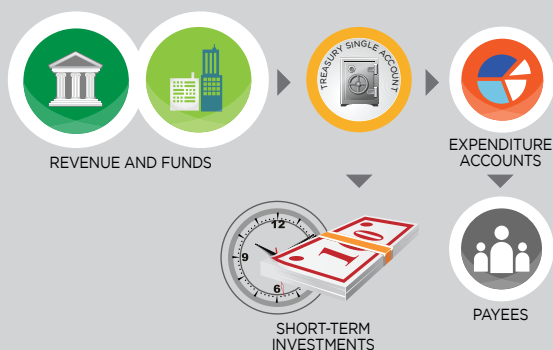 TREASURY SINGLE ACCOUNT
REVENUE AND FUNDS
EXPENDITURE
ACCOUNTS
12
9
6
10
SHORT-TERM
INVESTMENTS
PAYEES